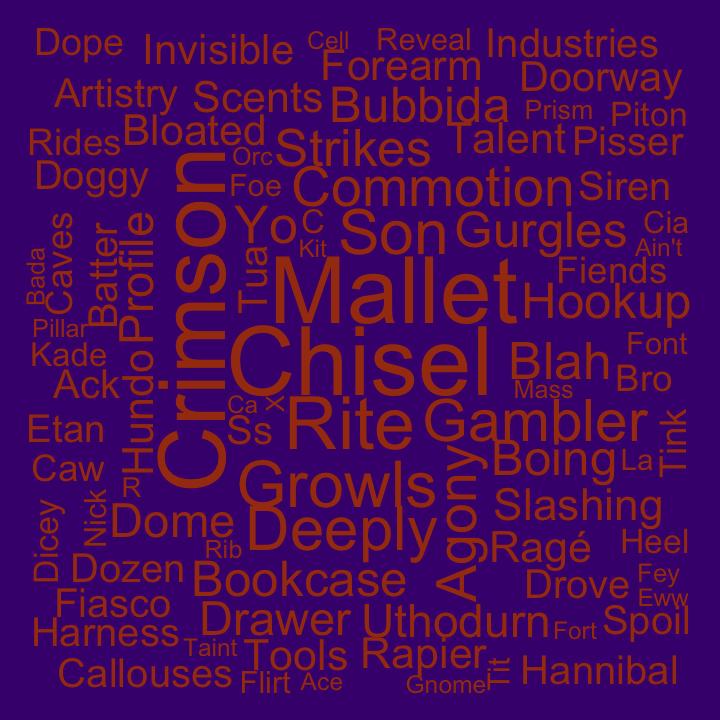 Dope
Invisible
Cell
Reveal
Industries
Forearm
Doorway
Artistry
Scents
Bubbida
Prism
Piton
Rides
Bloated
Orc
Strikes
Talent
Pisser
Doggy
Foe
Commotion
Siren
Crimson
Yo
C
Son
Gurgles
Cia
Ain't
Kit
Caves
Batter
Profile
Bada
Tua
Mallet
Fiends
Hookup
Pillar
Kade
Chisel
Blah
Font
Ack
Hundo
Mass
Bro
Ca
X
Etan
Ss
Rite
Gambler
Tink
Caw
R
Growls
Boing
La
i
Dicey
Nick
Dome
Deeply
Agony
Slashing
Rib
Ragé
Heel
Dozen
Bookcase
Drove
Fey
Eww
Fiasco
Drawer
Uthodurn
Fort
Spoil
Harness
Taint
Tools
Rapier
Callouses
Flirt
Ace
Gnome
Tit
Hannibal